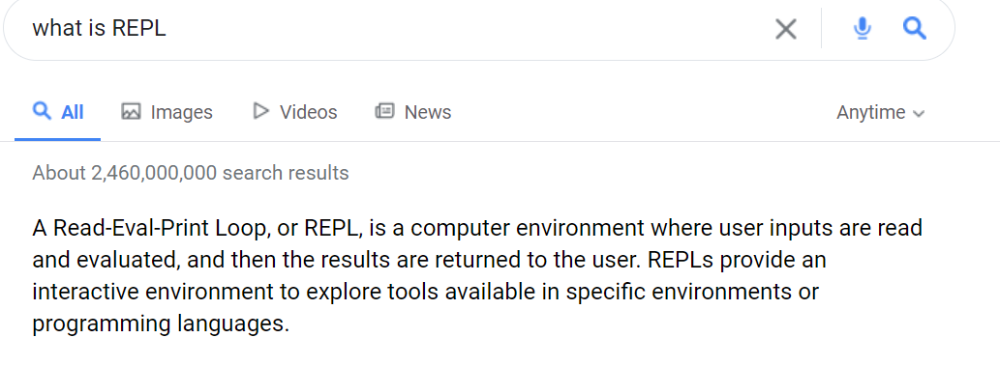 what is REPL
All Images Videos News Anytime
About 2,460,000,000 search results
A Read-Eval-Print Loop, or REPL, is a computer environment where user inputs are read
and evaluated, and then the results are returned to the user. REPLs provide an
interactive environment to explore tools available in specific environments or
programming languages.